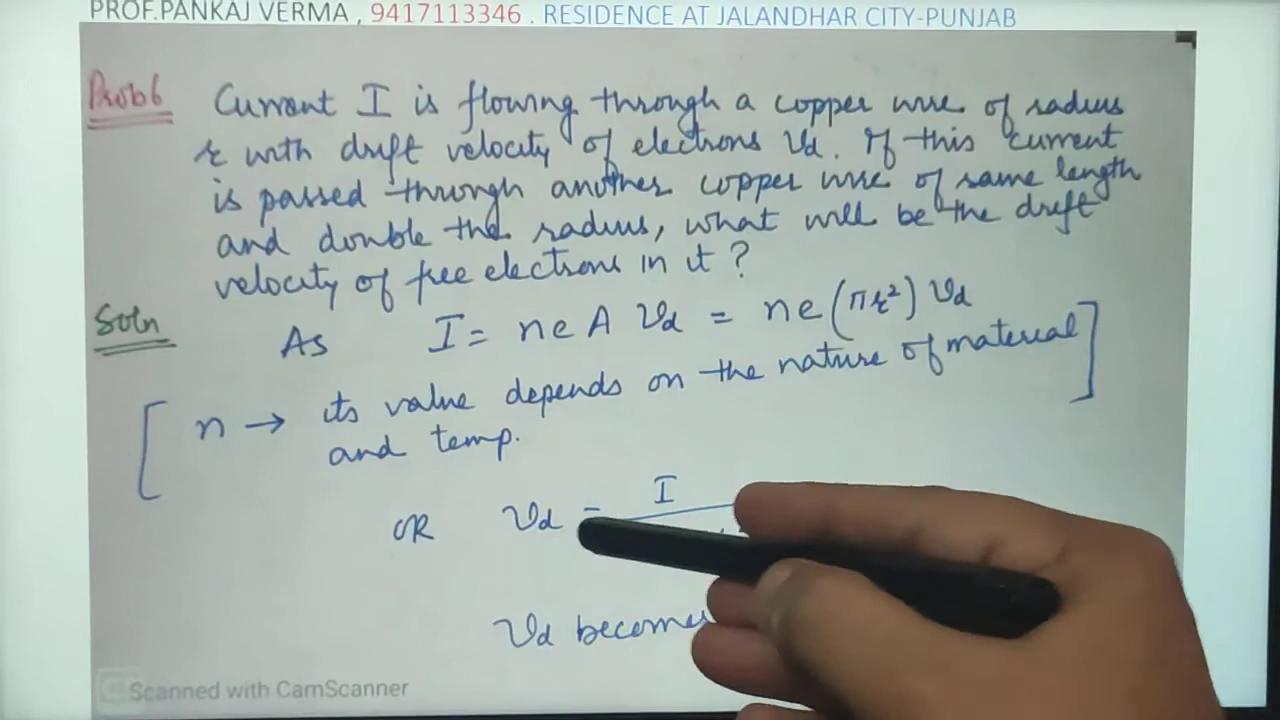 PROF.PANKAJ VERMA , 9417113346 . RESIDENCE AT JALANDHAR CITY-PUNJAB
Prob6 Current I is flowing through a copper wire of radius
r with drift velocity of electrons Vd. If this current
is passed through another copper wire of same length
and double the radius, what will be the drift
velocity of free electrons in it ?
Soln As I = neA Vd = ne(πr²) Vd
[ n → its value depends on the nature of material ]
and temp.
OR Vd = I
Vd becomes
Scanned with CamScanner